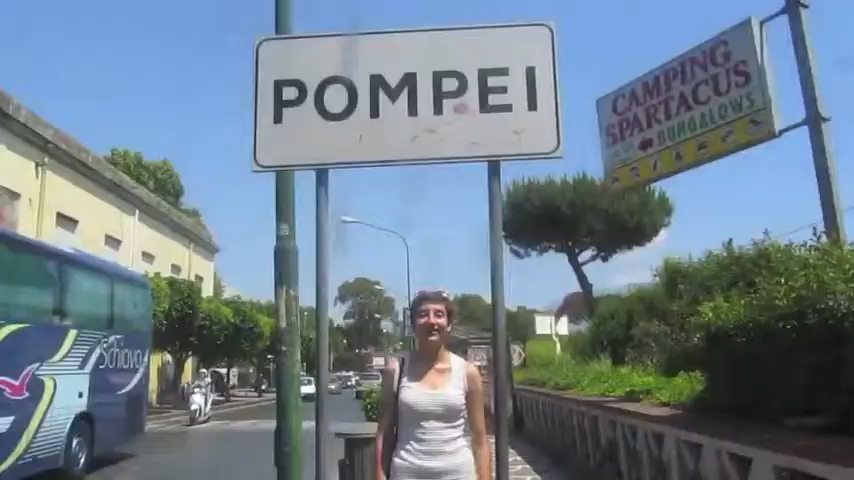 POMPEI
CAMPING
SPARTACUS
BUNGALOWS
Schiavo